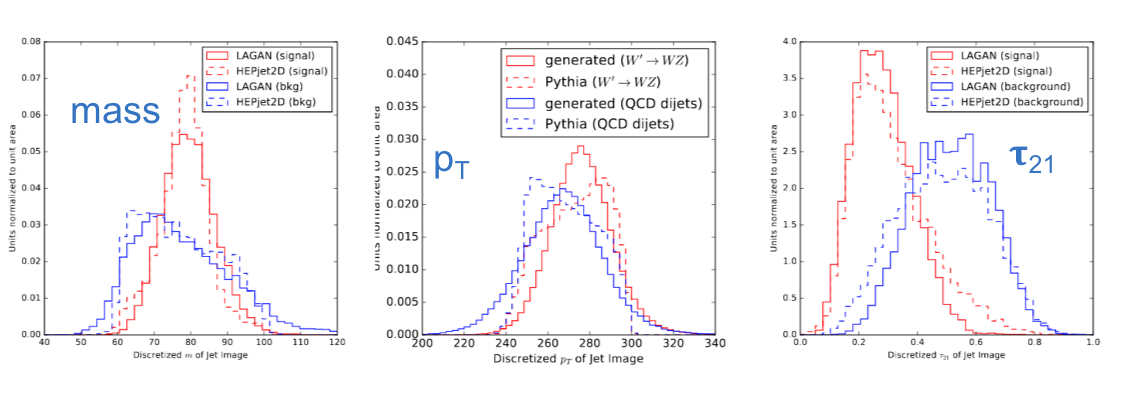 0.08
0.07
0.06
0.05
0.04
0.03
0.02
0.01
0.00
40 50 60 70 80 90 100 110 120
Units normalized to unit area
Discretized m of Jet Image
LAGAN (signal)
HEPjet2D (signal)
LAGAN (bkg)
HEPjet2D (bkg)
mass
0.045
0.040
0.035
0.030
0.025
0.020
0.015
0.010
0.005
0.000
200 220 240 260 280 300 320 340
Units normalized to unit area
Discretized p_T of Jet Image
generated (W′ → WZ)
Pythia (W′ → WZ)
generated (QCD dijets)
Pythia (QCD dijets)
p_T
4.0
3.5
3.0
2.5
2.0
1.5
1.0
0.5
0.0
0.0 0.2 0.4 0.6 0.8 1.0
Units normalized to unit area
Discretized τ_21 of Jet Image
LAGAN (signal)
HEPjet2D (signal)
LAGAN (background)
HEPjet2D (background)
τ_21